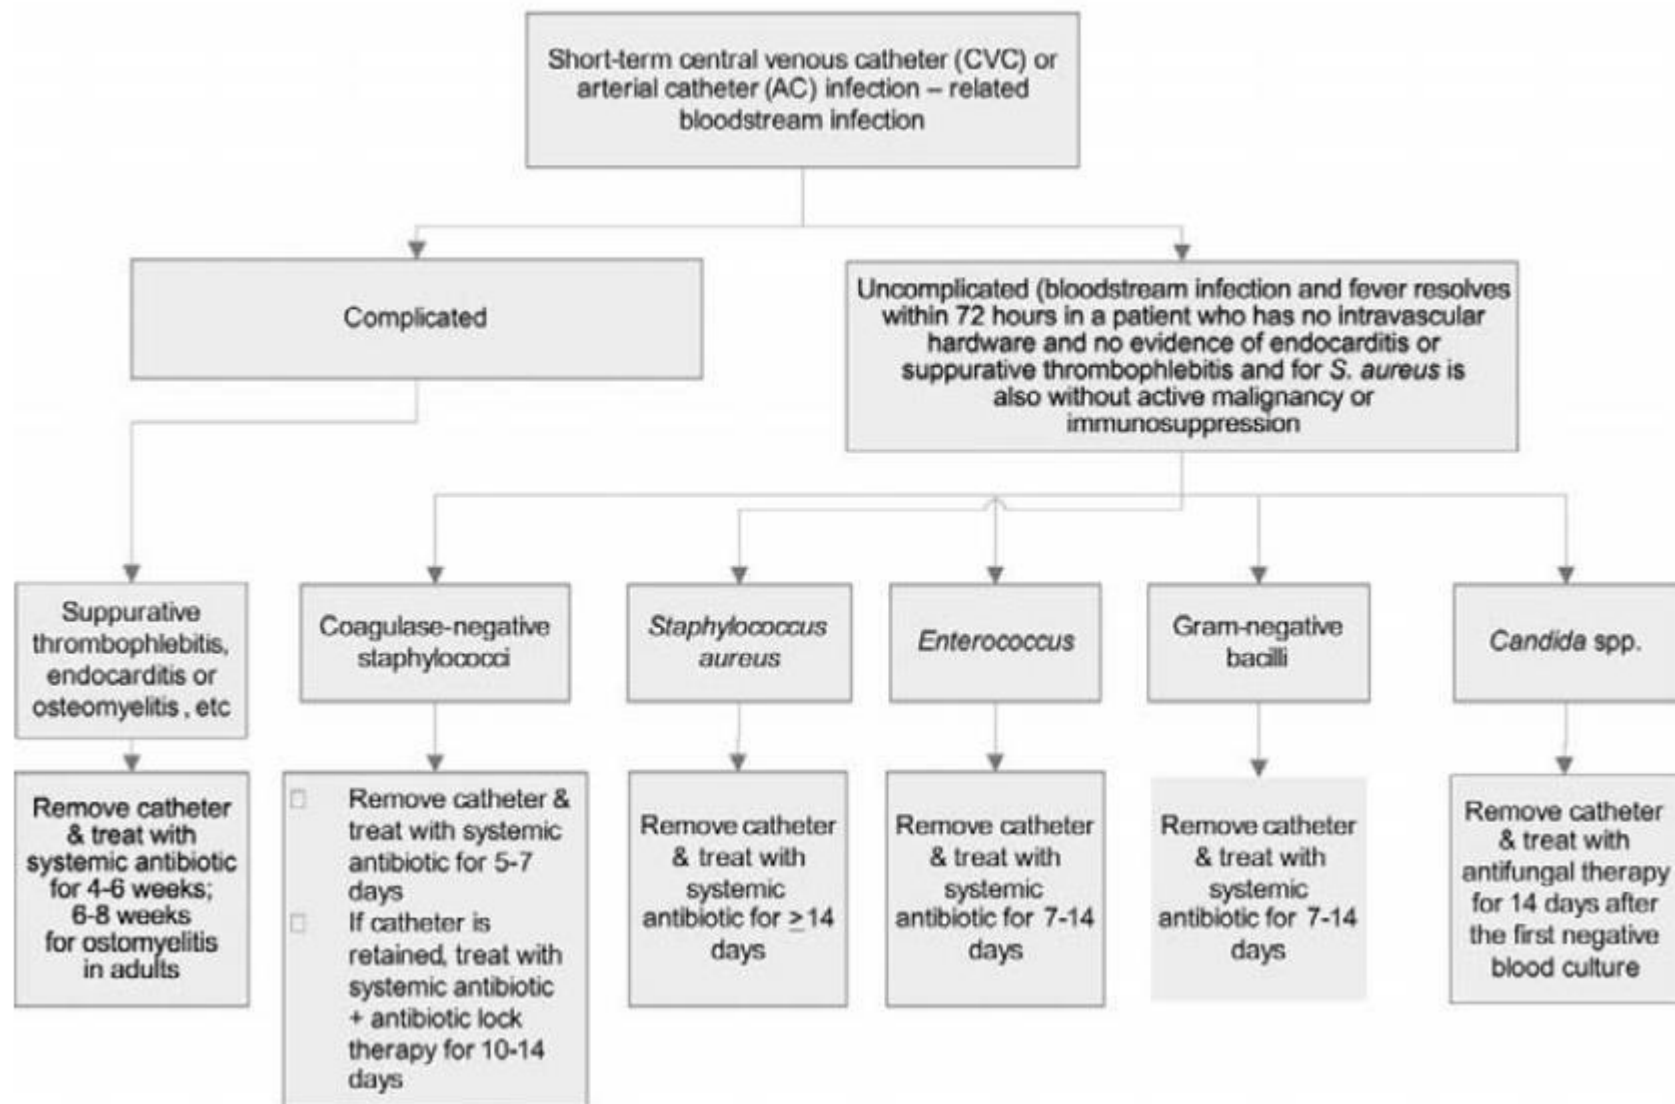 Short-term central venous catheter (CVC) or
arterial catheter (AC) infection – related
bloodstream infection
Complicated
Uncomplicated (bloodstream infection and fever resolves
within 72 hours in a patient who has no intravascular
hardware and no evidence of endocarditis or
suppurative thrombophlebitis and for S. aureus is
also without active malignancy or
immunosuppression
Suppurative
thrombophlebitis,
endocarditis or
osteomyelitis , etc
Coagulase-negative
staphylococci
Staphylococcus
aureus
Enterococcus
Gram-negative
bacilli
Candida spp.
Remove catheter
& treat with
systemic antibiotic
for 4-6 weeks;
6-8 weeks
for ostomyelitis
in adults
Remove catheter &
treat with systemic
antibiotic for 5-7
days
If catheter is
retained, treat with
systemic antibiotic
+ antibiotic lock
therapy for 10-14
days
Remove catheter
& treat with
systemic
antibiotic for ≥14
days
Remove catheter
& treat with
systemic
antibiotic for 7-14
days
Remove catheter
& treat with
systemic
antibiotic for 7-14
days
Remove catheter
& treat with
antifungal therapy
for 14 days after
the first negative
blood culture